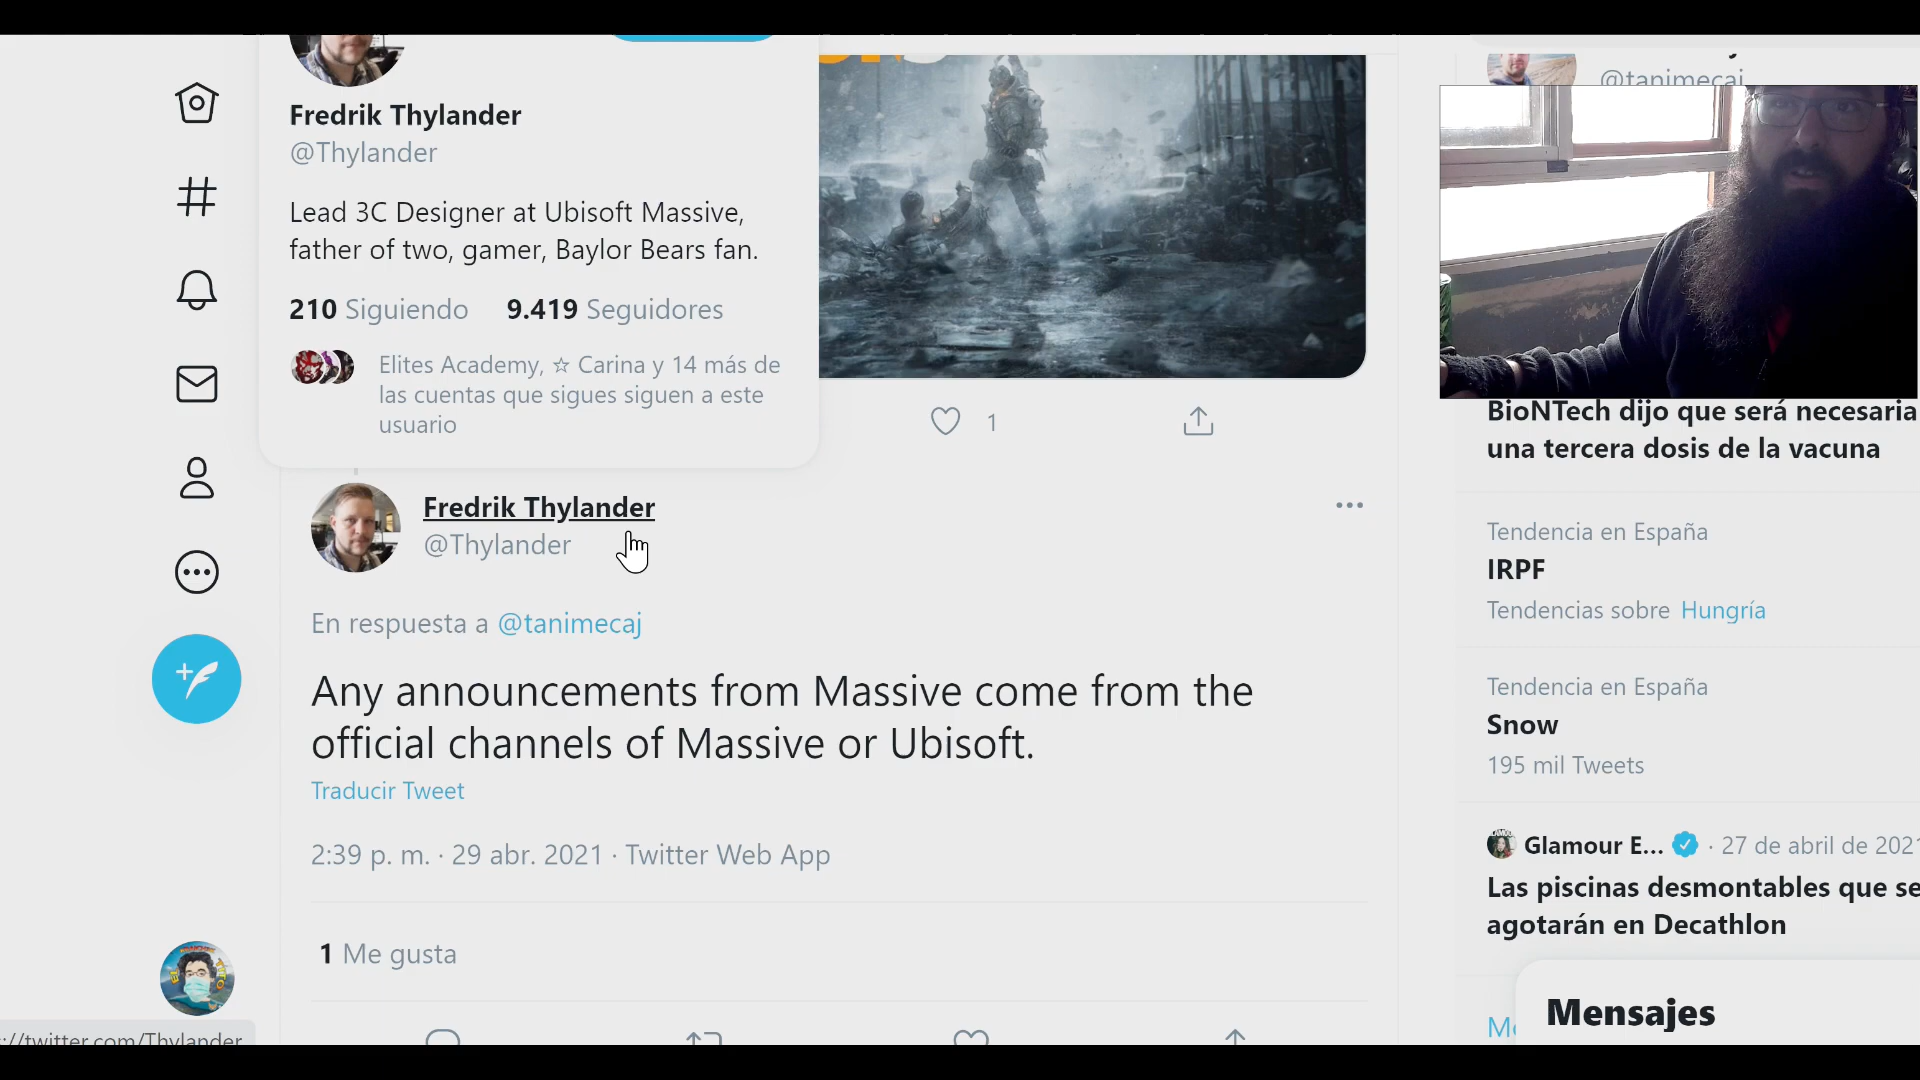 Fredrik Thylander
@Thylander
Lead 3C Designer at Ubisoft Massive,
father of two, gamer, Baylor Bears fan.
210 Siguiendo 9.419 Seguidores
Elites Academy, ☆ Carina y 14 más de
las cuentas que sigues siguen a este
usuario
1
Fredrik Thylander
@Thylander
En respuesta a @tanimecaj
Any announcements from Massive come from the
official channels of Massive or Ubisoft.
Traducir Tweet
2:39 p. m. · 29 abr. 2021 · Twitter Web App
1 Me gusta
://twitter.com/Thylander
@tanimecaj
BioNTech dijo que será necesaria
una tercera dosis de la vacuna
Tendencia en España
IRPF
Tendencias sobre Hungría
Tendencia en España
Snow
195 mil Tweets
Glamour E... · 27 de abril de 2021
Las piscinas desmontables que se
agotarán en Decathlon
Mensajes